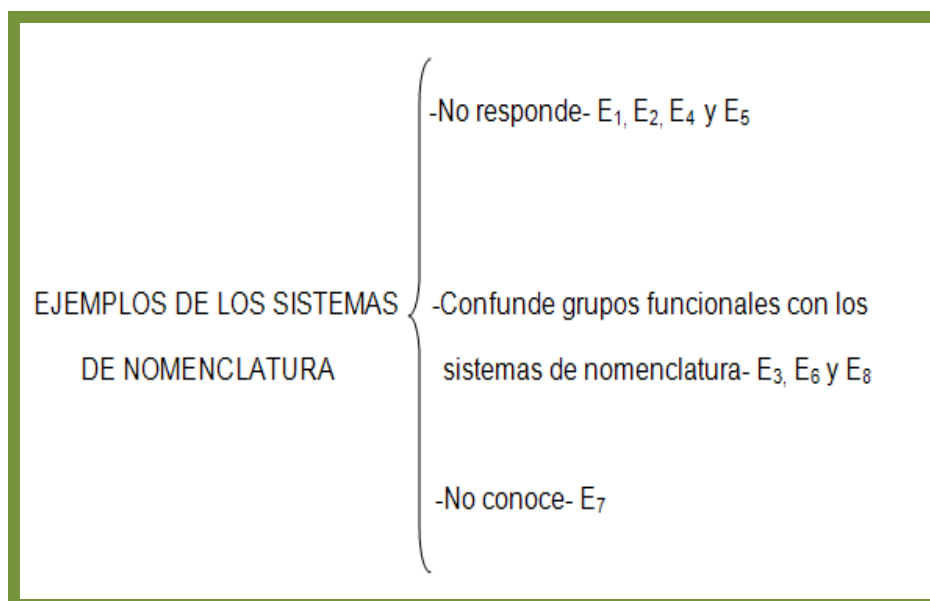 -No responde- E₁, E₂, E₄ y E₅
EJEMPLOS DE LOS SISTEMAS
DE NOMENCLATURA
-Confunde grupos funcionales con los
sistemas de nomenclatura- E₃, E₆ y E₈
-No conoce- E₇